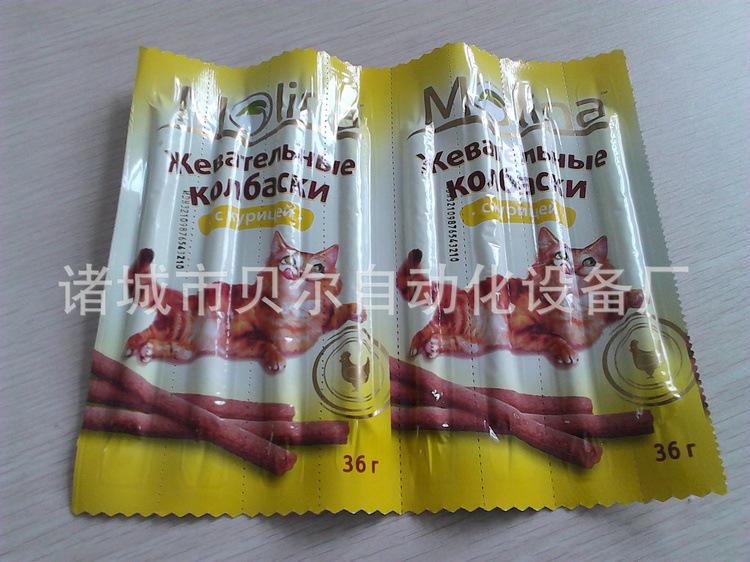 Molina
Жевательные
колбаски
с курицей
36 г
Molina
Жевательные
колбаски
с курицей
36 г
诸城市贝尔自动化设备厂